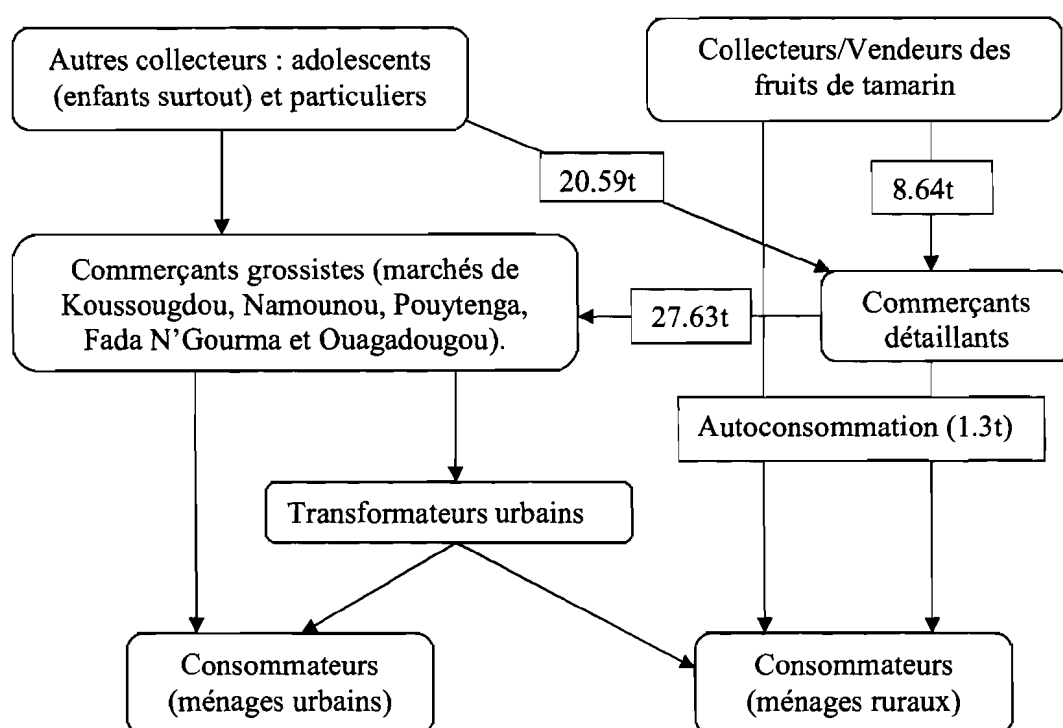 Autres collecteurs : adolescents
(enfants surtout) et particuliers
Collecteurs/Vendeurs des
fruits de tamarin
20.59t
8.64t
Commerçants grossistes (marchés de
Koussougdou, Namounou, Pouytenga,
Fada N'Gourma et Ouagadougou).
27.63t
Commerçants
détaillants
Autoconsommation (1.3t)
Transformateurs urbains
Consommateurs
(ménages urbains)
Consommateurs
(ménages ruraux)